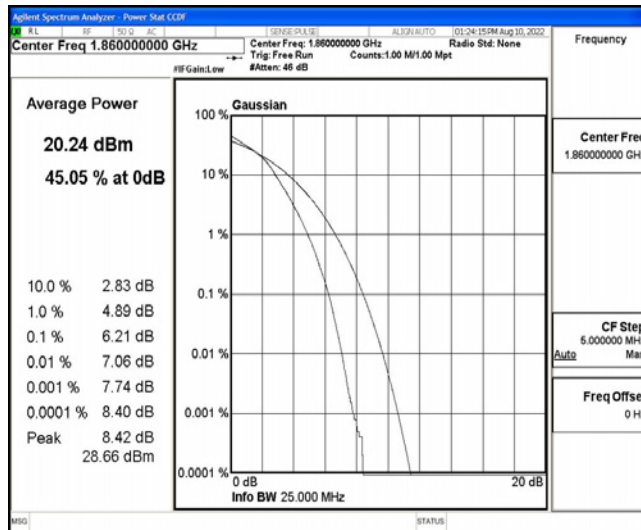 Agilent Spectrum Analyzer - Power Stat CCDF
RL RF 50 Ω AC SENSE:PULSE ALIGN AUTO 01:24:15PM Aug 10, 2022
Center Freq 1.860000000 GHz
Center Freq: 1.860000000 GHz Radio Std: None
Trig: Free Run Counts:1.00 M/1.00 Mpt
#IFGain:Low #Atten: 46 dB
Frequency
Average Power
20.24 dBm
45.05 % at 0dB
10.0 % 2.83 dB
1.0 % 4.89 dB
0.1 % 6.21 dB
0.01 % 7.06 dB
0.001 % 7.74 dB
0.0001 % 8.40 dB
Peak 8.42 dB
28.66 dBm
Gaussian
100 %
10 %
1 %
0.1 %
0.01 %
0.001 %
0.0001 %
0 dB 20 dB
Info BW 25.000 MHz
Center Fre
1.860000000 GH
CF Step
5.000000 MH
Auto Ma
Freq Offse
0 H
MSG STATUS